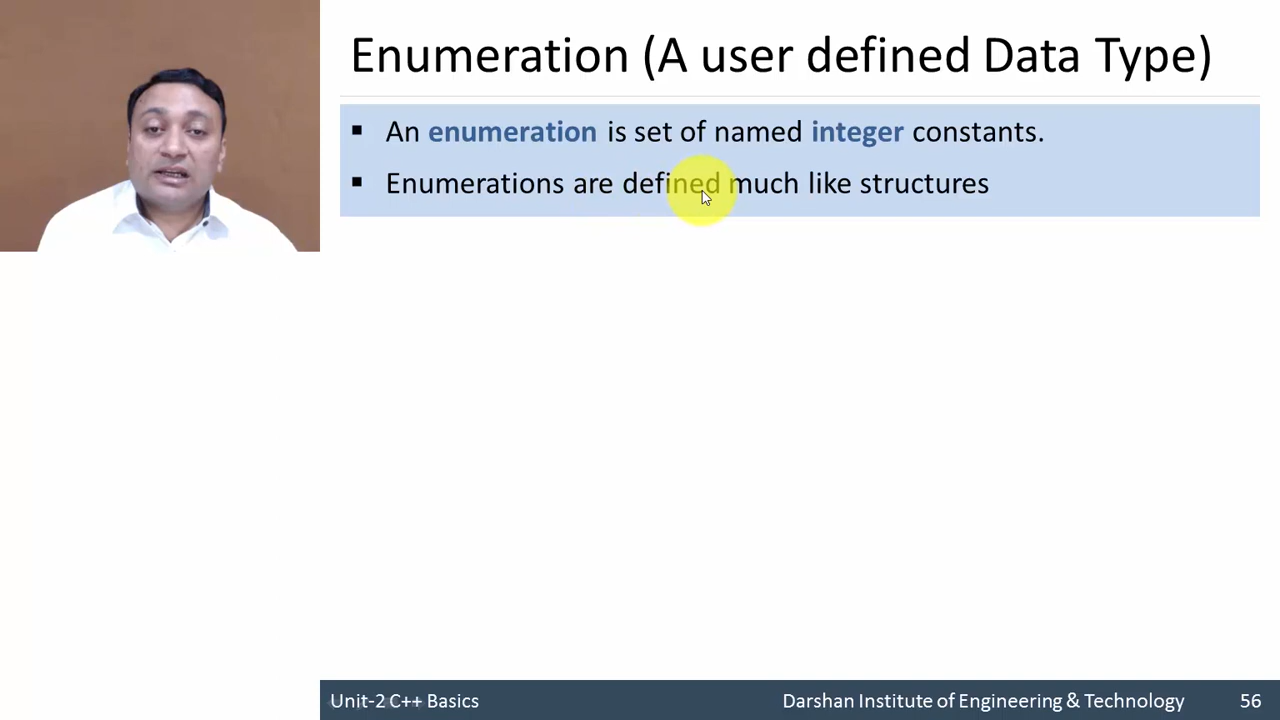 Enumeration (A user defined Data Type)
▪ An enumeration is set of named integer constants.
▪ Enumerations are defined much like structures
Unit-2 C++ Basics
Darshan Institute of Engineering & Technology
56